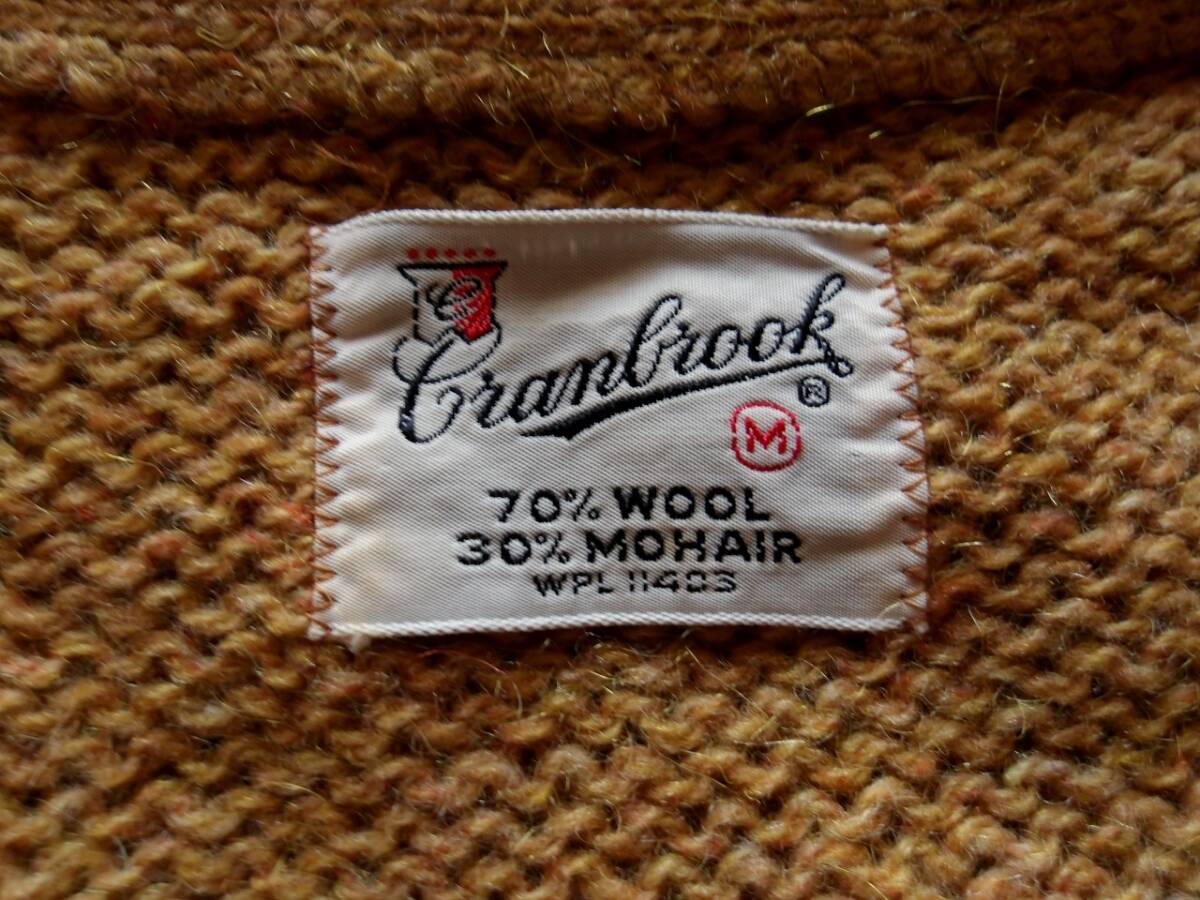 C
Cranbrook
®
M
70% WOOL
30% MOHAIR
WPL 11403